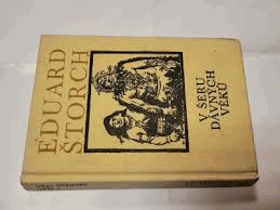 EDUARD
ŠTORCH
V ŠERU
DÁVNÝCH
VĚKŮ